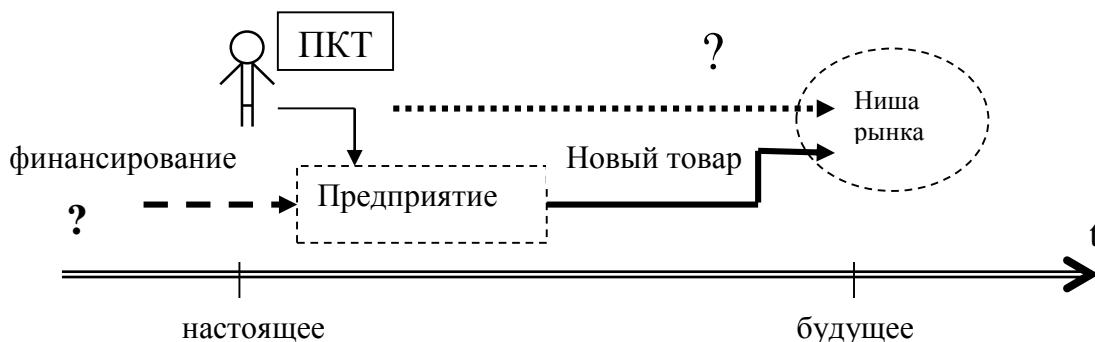 ПКТ
?
Ниша
рынка
финансирование
Новый товар
?
Предприятие
t
настоящее
будущее